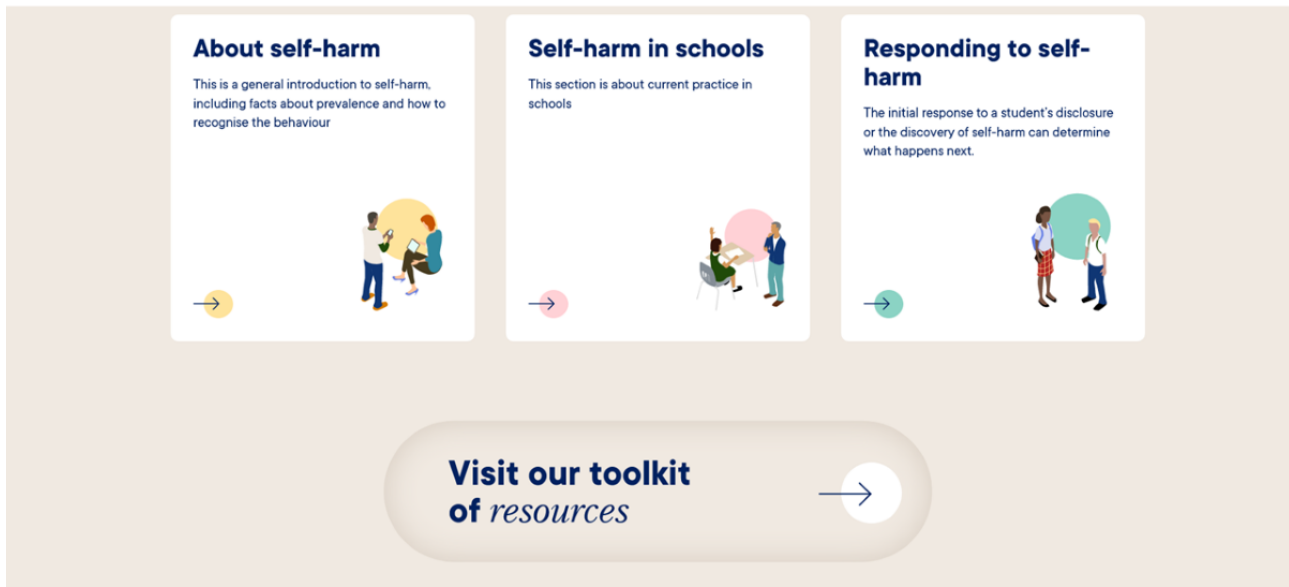 About self-harm
This is a general introduction to self-harm,
including facts about prevalence and how to
recognise the behaviour
Self-harm in schools
This section is about current practice in
schools
Responding to self-
harm
The initial response to a student's disclosure
or the discovery of self-harm can determine
what happens next.
Visit our toolkit
of resources